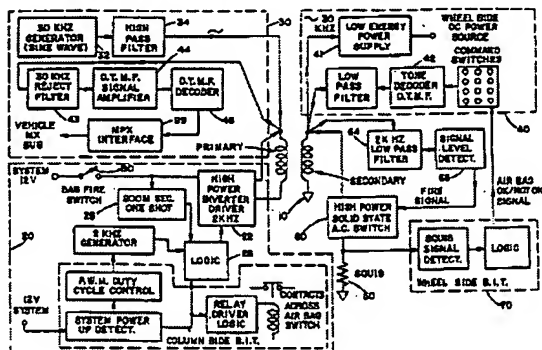 30 KHZ
GENERATOR
(SINE WAVE)
32
HIGH
PASS
FILTER
34
30
44
30 KHZ
REJECT
FILTER
43
D.T.M.F.
SIGNAL
AMPLIFIER
D.T.M.F.
DECODER
46
VEHICLE
MX
BUS
MPX
INTERFACE
PRIMARY
SECONDARY
10
30
KHZ
LOW ENERGY
POWER
SUPPLY
41
WHEEL SIDE
DC POWER
SOURCE
COMMAND
SWITCHES
42
LOW
PASS
FILTER
TONE
DECODER
D.T.M.F.
40
64
2K HZ
LOW PASS
FILTER
SIGNAL
LEVEL
DETECT.
FIRE
SIGNAL
AIR BAG
OK/ROTOR
SIGNAL
HIGH POWER
SOLID STATE
A.C. SWITCH
60
SQUIB
50
SQUIB
SIGNAL
DETECT.
LOGIC
WHEEL SIDE B.I.T.
70
SYSTEM
12V
BAG FIRE
SWITCH
HIGH
POWER
INVERTER
DRIVER
2KHZ
22
SEC.
ONE SHOT
2 KHZ
GENERATOR
LOGIC
20
P.W.M. DUTY
CYCLE CONTROL
12V
SYSTEM
SYSTEM POWER
UP DETECT.
RELAY
DRIVER
LOGIC
CONTACTS
ACROSS
AIR BAG
SWITCH
COLUMN SIDE B.I.T.